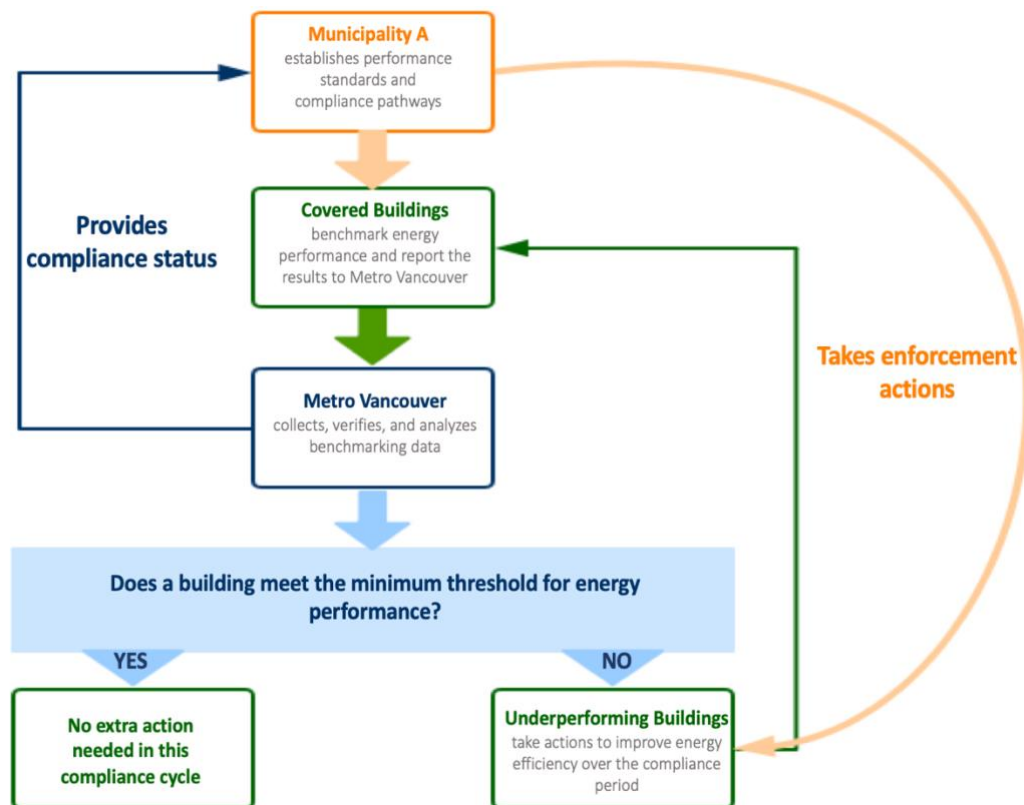 Municipality A
establishes performance
standards and
compliance pathways
Provides
compliance status
Covered Buildings
benchmark energy
performance and report the
results to Metro Vancouver
Takes enforcement
actions
Metro Vancouver
collects, verifies, and analyzes
benchmarking data
Does a building meet the minimum threshold for energy
performance?
YES
NO
No extra action
needed in this
compliance cycle
Underperforming Buildings
take actions to improve energy
efficiency over the compliance
period